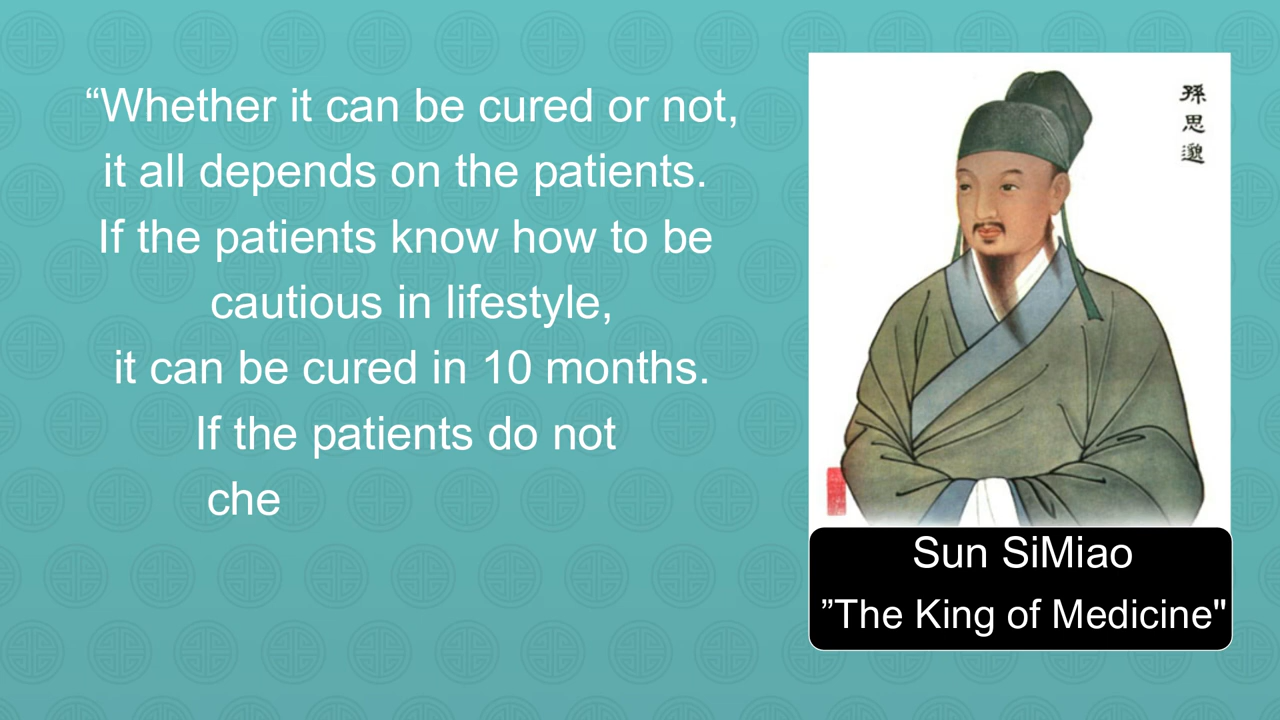 “Whether it can be cured or not,
it all depends on the patients.
If the patients know how to be
cautious in lifestyle,
it can be cured in 10 months.
If the patients do not
che
孫思邈
Sun SiMiao
”The King of Medicine"